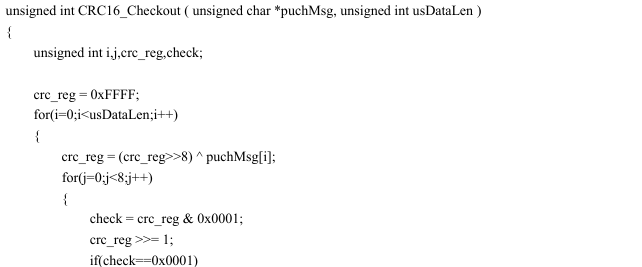 unsigned int CRC16_Checkout ( unsigned char *puchMsg, unsigned int usDataLen )
{
unsigned int i,j,crc_reg,check;
crc_reg = 0xFFFF;
for(i=0;i<usDataLen;i++)
{
crc_reg = (crc_reg>>8) ^ puchMsg[i];
for(j=0;j<8;j++)
{
check = crc_reg & 0x0001;
crc_reg >>= 1;
if(check==0x0001)